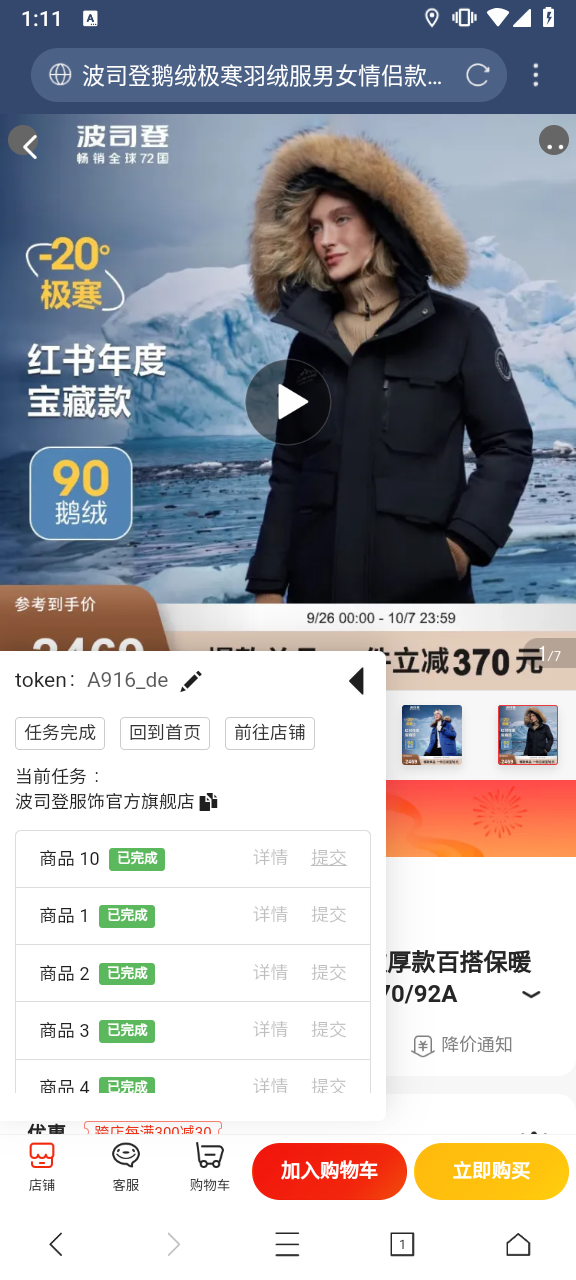 1:11
A
波司登鹅绒极寒羽绒服男女情侣款...
波司登
畅销全球72国
-20°
极寒
红书年度
宝藏款
90
鹅绒
参考到手价
9/26 00:00 - 10/7 23:59
2469
件立减370元
1/7
token： A916_de
任务完成 回到首页 前往店铺
当前任务：
波司登服饰官方旗舰店
商品 10 已完成 详情 提交
商品 1 已完成 详情 提交
商品 2 已完成 详情 提交
厚款百搭保暖
70/92A
商品 3 已完成 详情 提交
降价通知
商品 4 已完成 详情 提交
优惠 跨店每满300减30
店铺 客服 购物车 加入购物车 立即购买
1